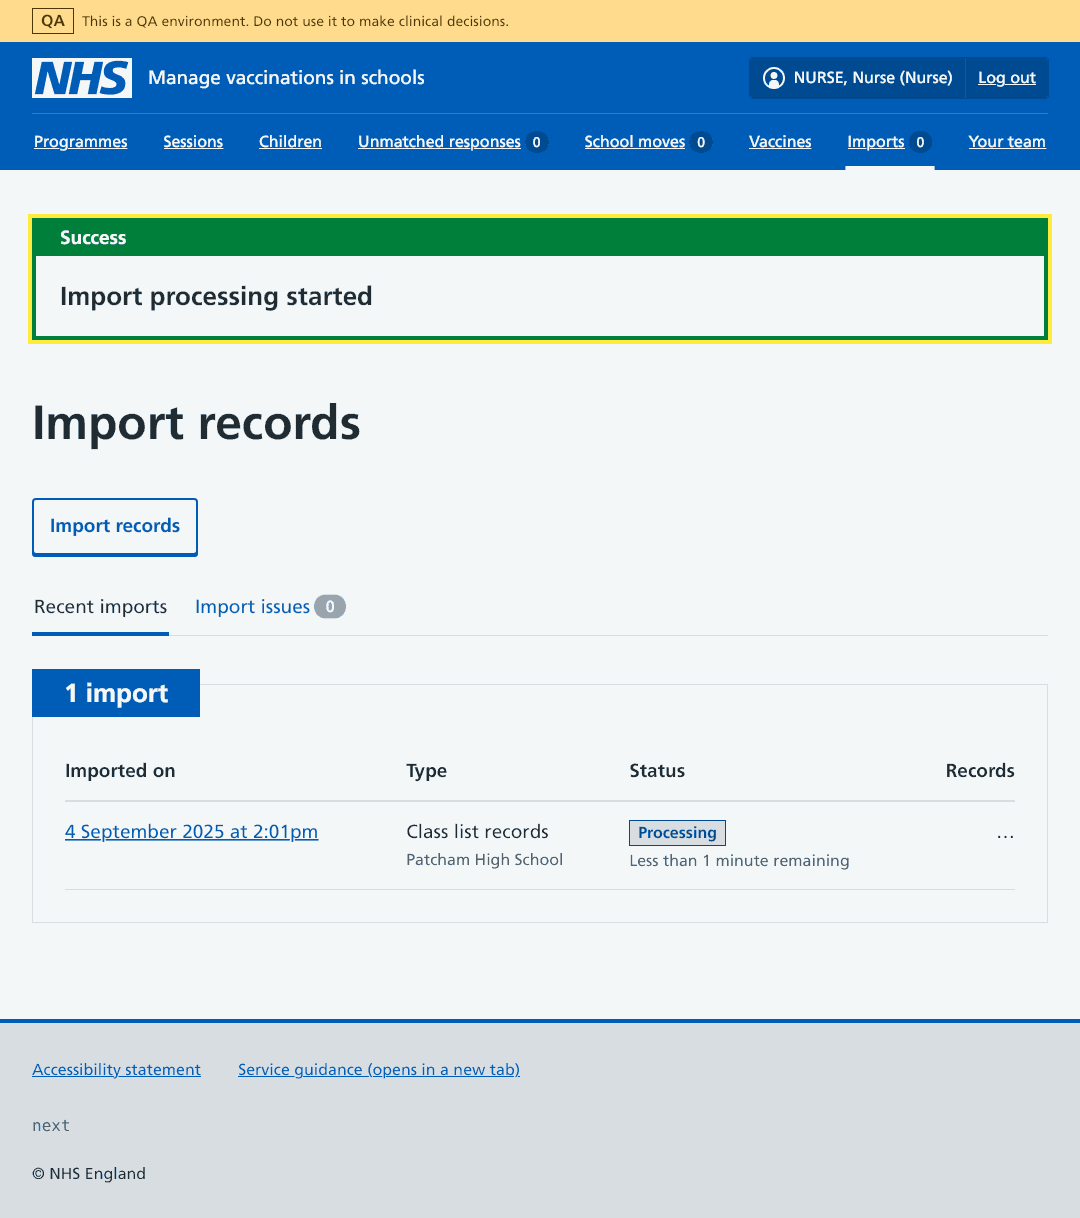 QA This is a QA environment. Do not use it to make clinical decisions.
NHS Manage vaccinations in schools NURSE, Nurse (Nurse) Log out
Programmes Sessions Children Unmatched responses 0 School moves 0 Vaccines Imports 0 Your team
Success
Import processing started
Import records
Import records
Recent imports Import issues 0
1 import
Imported on Type Status Records
4 September 2025 at 2:01pm Class list records Processing ...
Patcham High School Less than 1 minute remaining
Accessibility statement Service guidance (opens in a new tab)
next
© NHS England